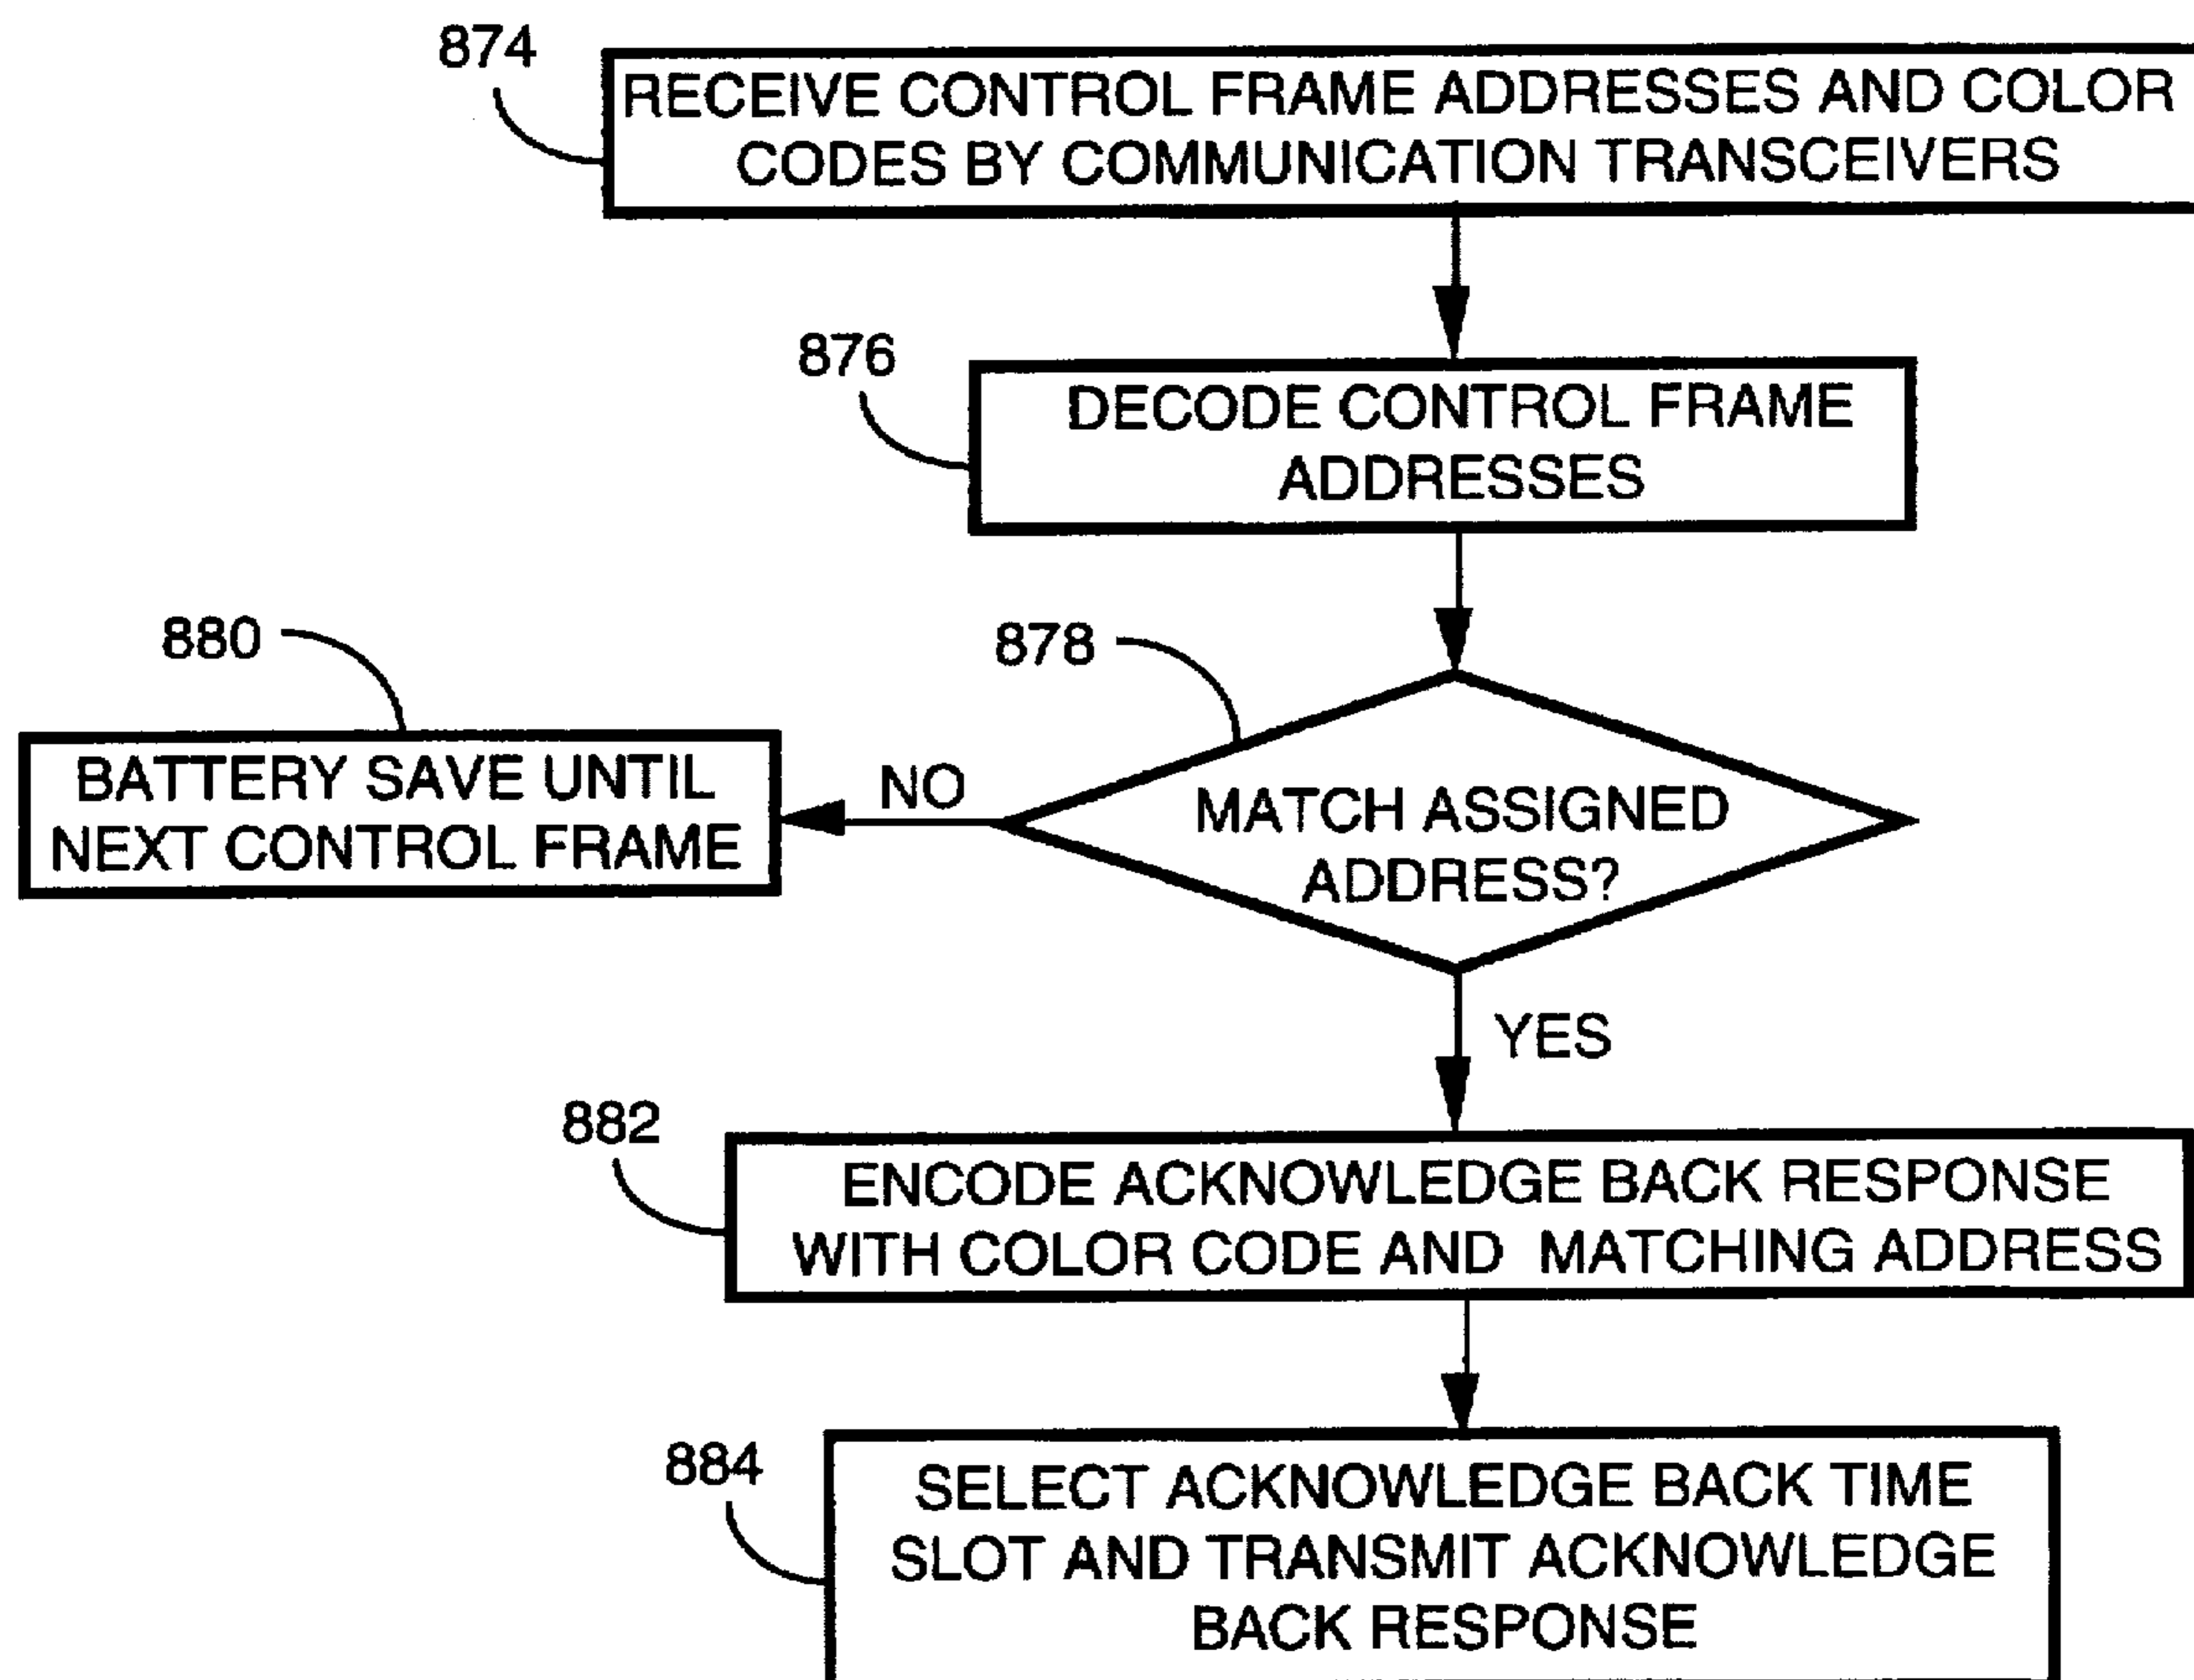 874
RECEIVE CONTROL FRAME ADDRESSES AND COLOR
CODES BY COMMUNICATION TRANSCEIVERS
876
DECODE CONTROL FRAME
ADDRESSES
880
878
BATTERY SAVE UNTIL
NEXT CONTROL FRAME
NO
MATCH ASSIGNED
ADDRESS?
YES
882
ENCODE ACKNOWLEDGE BACK RESPONSE
WITH COLOR CODE AND MATCHING ADDRESS
884
SELECT ACKNOWLEDGE BACK TIME
SLOT AND TRANSMIT ACKNOWLEDGE
BACK RESPONSE